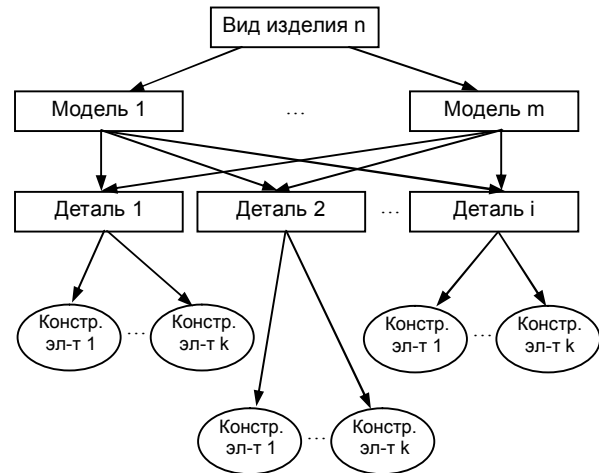 Вид изделия n
Модель 1
...
Модель m
Деталь 1
Деталь 2
...
Деталь i
Констр.
эл-т 1
...
Констр.
эл-т k
Констр.
эл-т 1
...
Констр.
эл-т k
Констр.
эл-т 1
...
Констр.
эл-т k